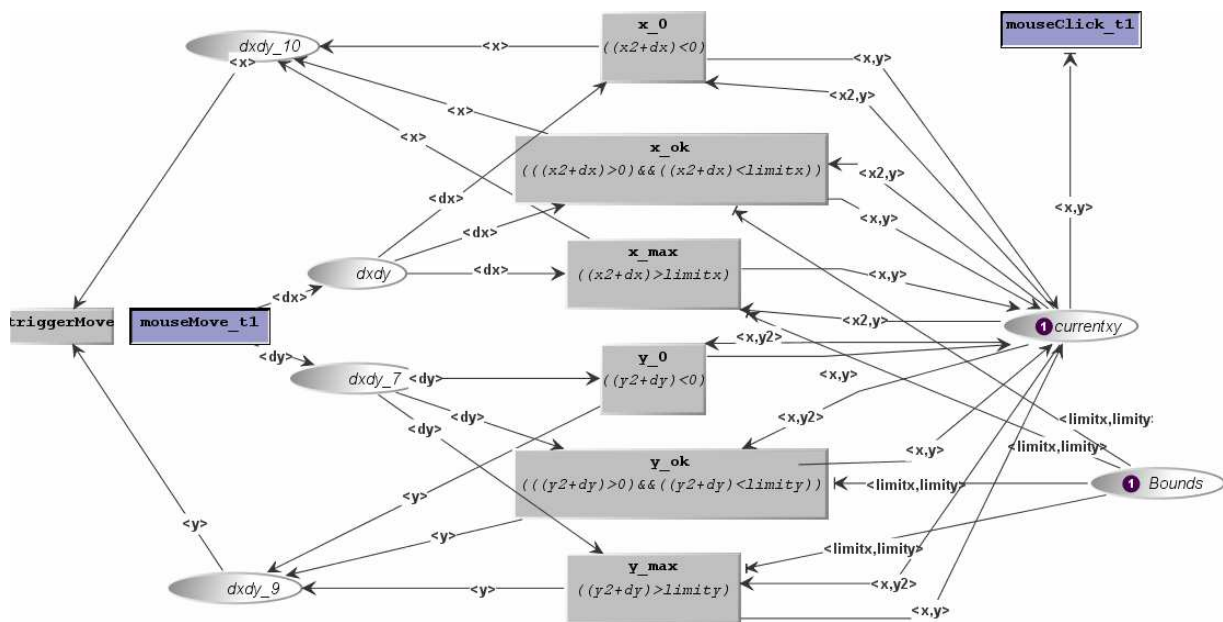 x_0
((x2+dx)<0)
mouseClick_t1
dxdy_10
<x>
<x>
<x,y>
<x2,y>
<x>
x_ok
(((x2+dx)>0)&&((x2+dx)<limitx))
<x>
<x2,y>
<dx>
<x,y>
<x,y>
<dx>
x_max
((x2+dx)>limitx)
dxdy
<dx>
<x,y>
<dx>
triggerMove
mouseMove_t1
<x2,y>
1 currentxy
<x,y2>
<dy>
y_0
((y2+dy)<0)
dxdy_7
<dy>
<x,y>
<dy>
<x,y2>
<limitx,limity>
<dy>
<x,y>
<limitx,limity>
y_ok
(((y2+dy)>0)&&((y2+dy)<limity))
<limitx,limity>
1 Bounds
<y>
<y>
<y>
<limitx,limity>
y_max
((y2+dy)>limity)
dxdy_9
<y>
<x,y2>
<x,y>